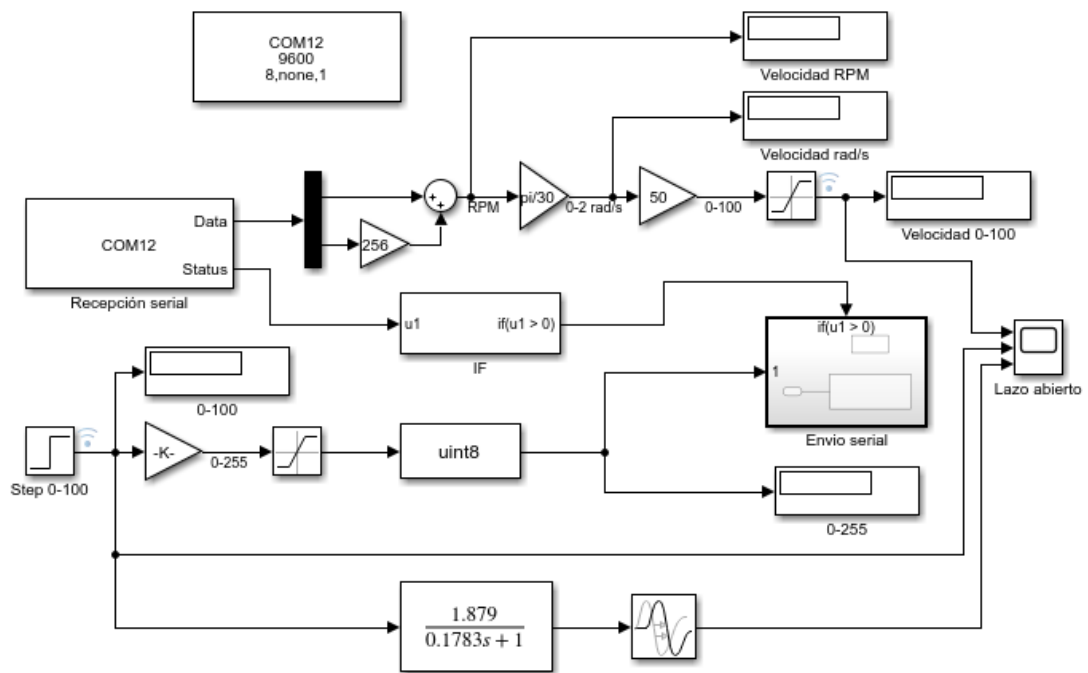 COM12
9600
8,none,1
Velocidad RPM
Velocidad rad/s
pi/30
50
RPM
0-2 rad/s
0-100
256
Velocidad 0-100
Data
COM12
Status
Recepción serial
u1
if(u1 > 0)
IF
if(u1 > 0)
1
Envio serial
Lazo abierto
0-100
-K-
0-255
uint8
Step 0-100
0-255
1.879
0.1783s + 1